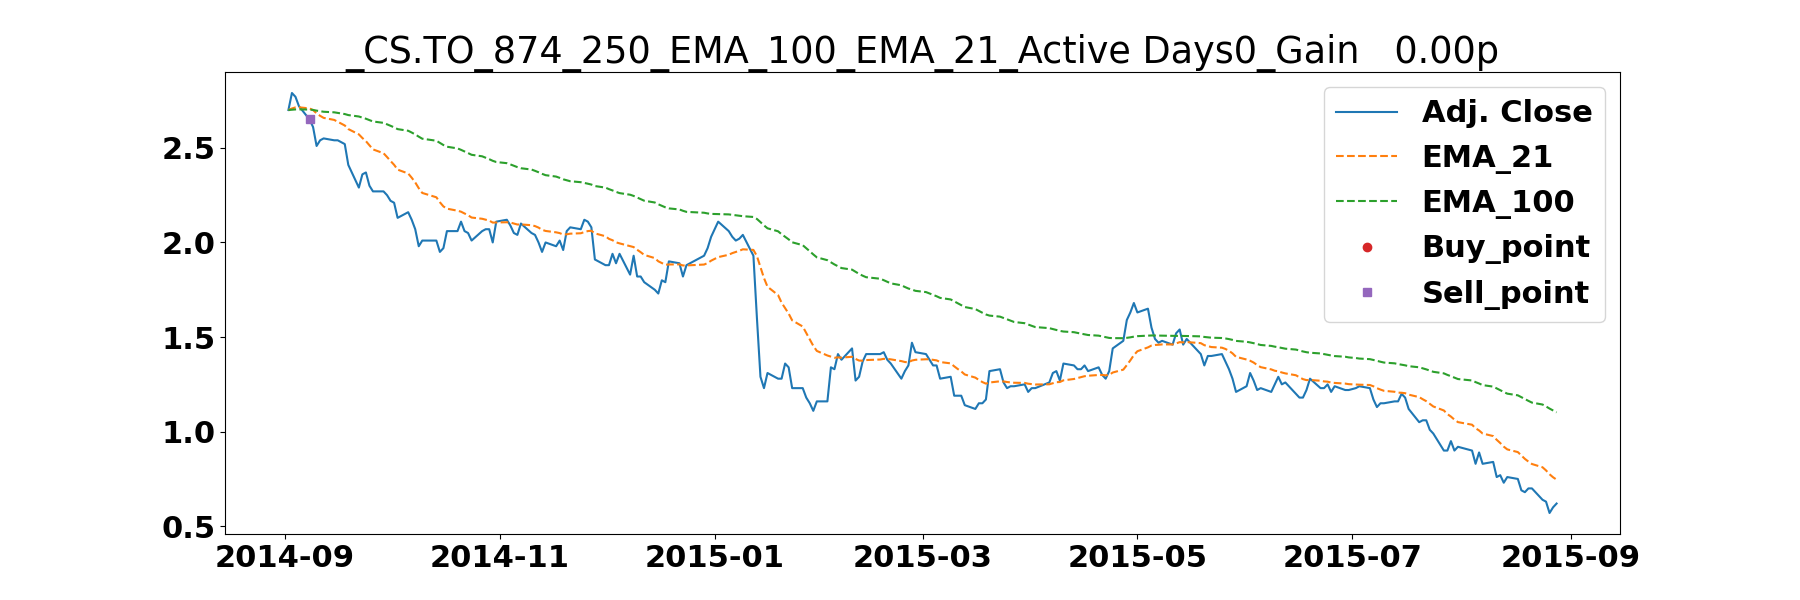 _CS.TO_874_250_EMA_100_EMA_21_Active Days0_Gain   0.00p
Adj. Close
EMA_21
EMA_100
Buy_point
Sell_point
2.5
2.0
1.5
1.0
0.5
2014-09 2014-11 2015-01 2015-03 2015-05 2015-07 2015-09